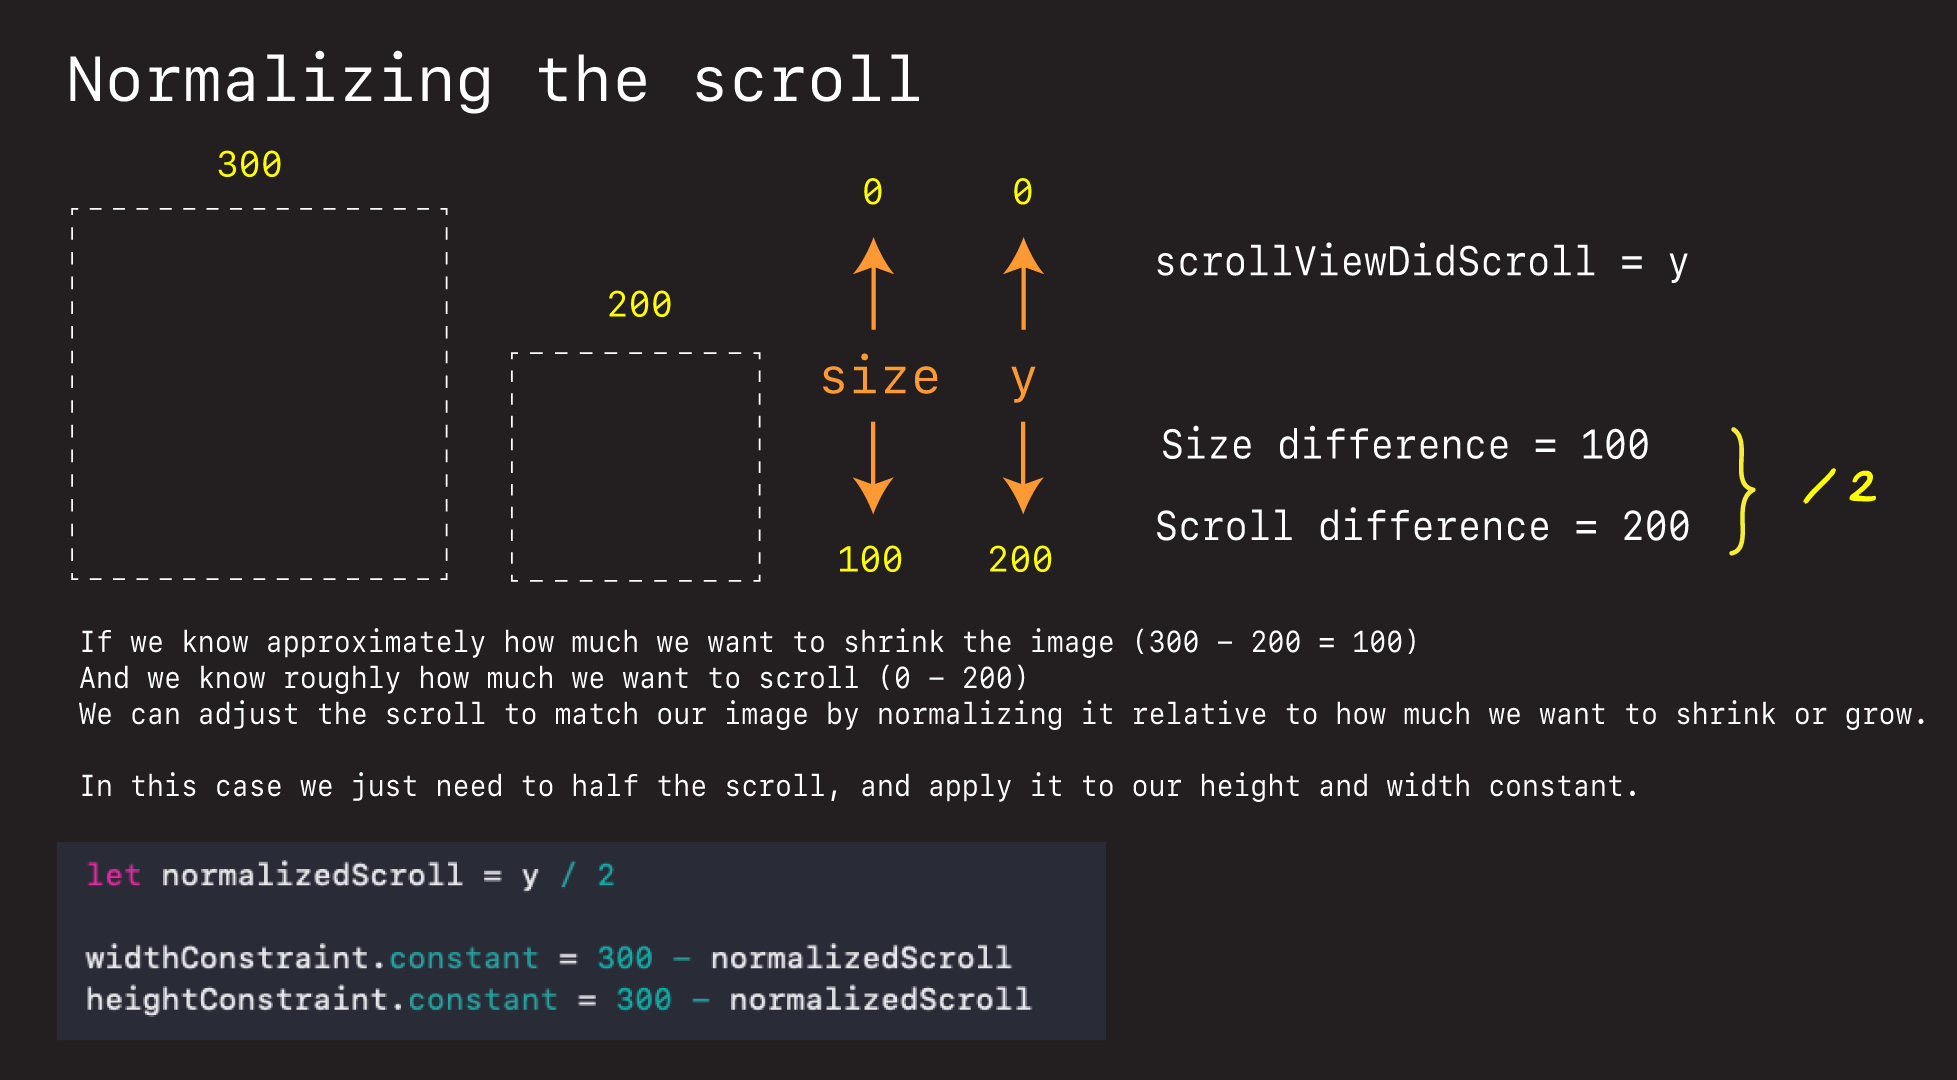 Normalizing the scroll
300
200
0
0
size
y
100
200
scrollViewDidScroll = y
Size difference = 100
Scroll difference = 200
/ 2
If we know approximately how much we want to shrink the image (300 – 200 = 100)
And we know roughly how much we want to scroll (0 – 200)
We can adjust the scroll to match our image by normalizing it relative to how much we want to shrink or grow.
In this case we just need to half the scroll, and apply it to our height and width constant.
let normalizedScroll = y / 2
widthConstraint.constant = 300 – normalizedScroll
heightConstraint.constant = 300 – normalizedScroll